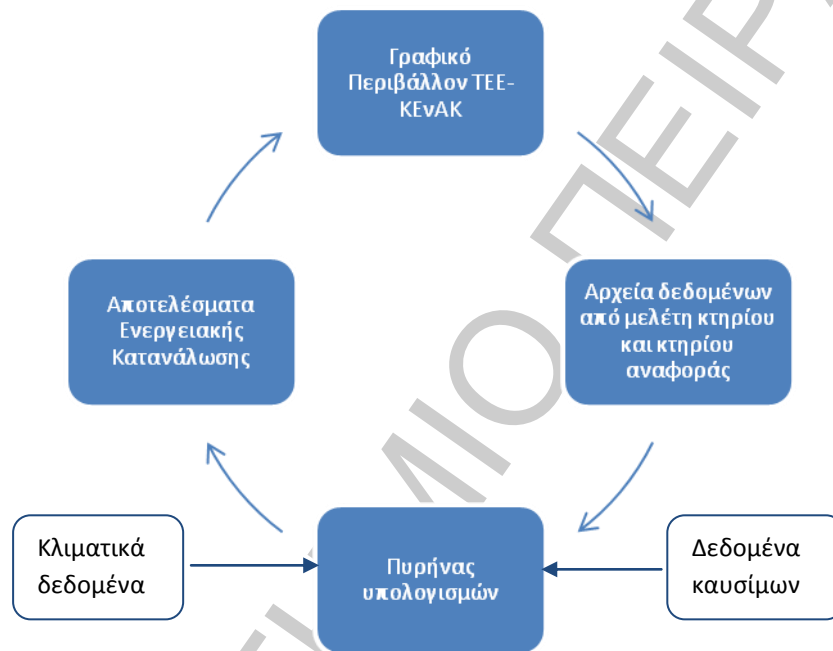 Γραφικό
Περιβάλλον ΤΕΕ-
ΚΕνΑΚ
Αρχεία δεδομένων
από μελέτη κτηρίου
και κτηρίου
αναφοράς
Αποτελέσματα
Ενεργειακής
Κατανάλωσης
Κλιματικά
δεδομένα
Πυρήνας
υπολογισμών
Δεδομένα
καυσίμων